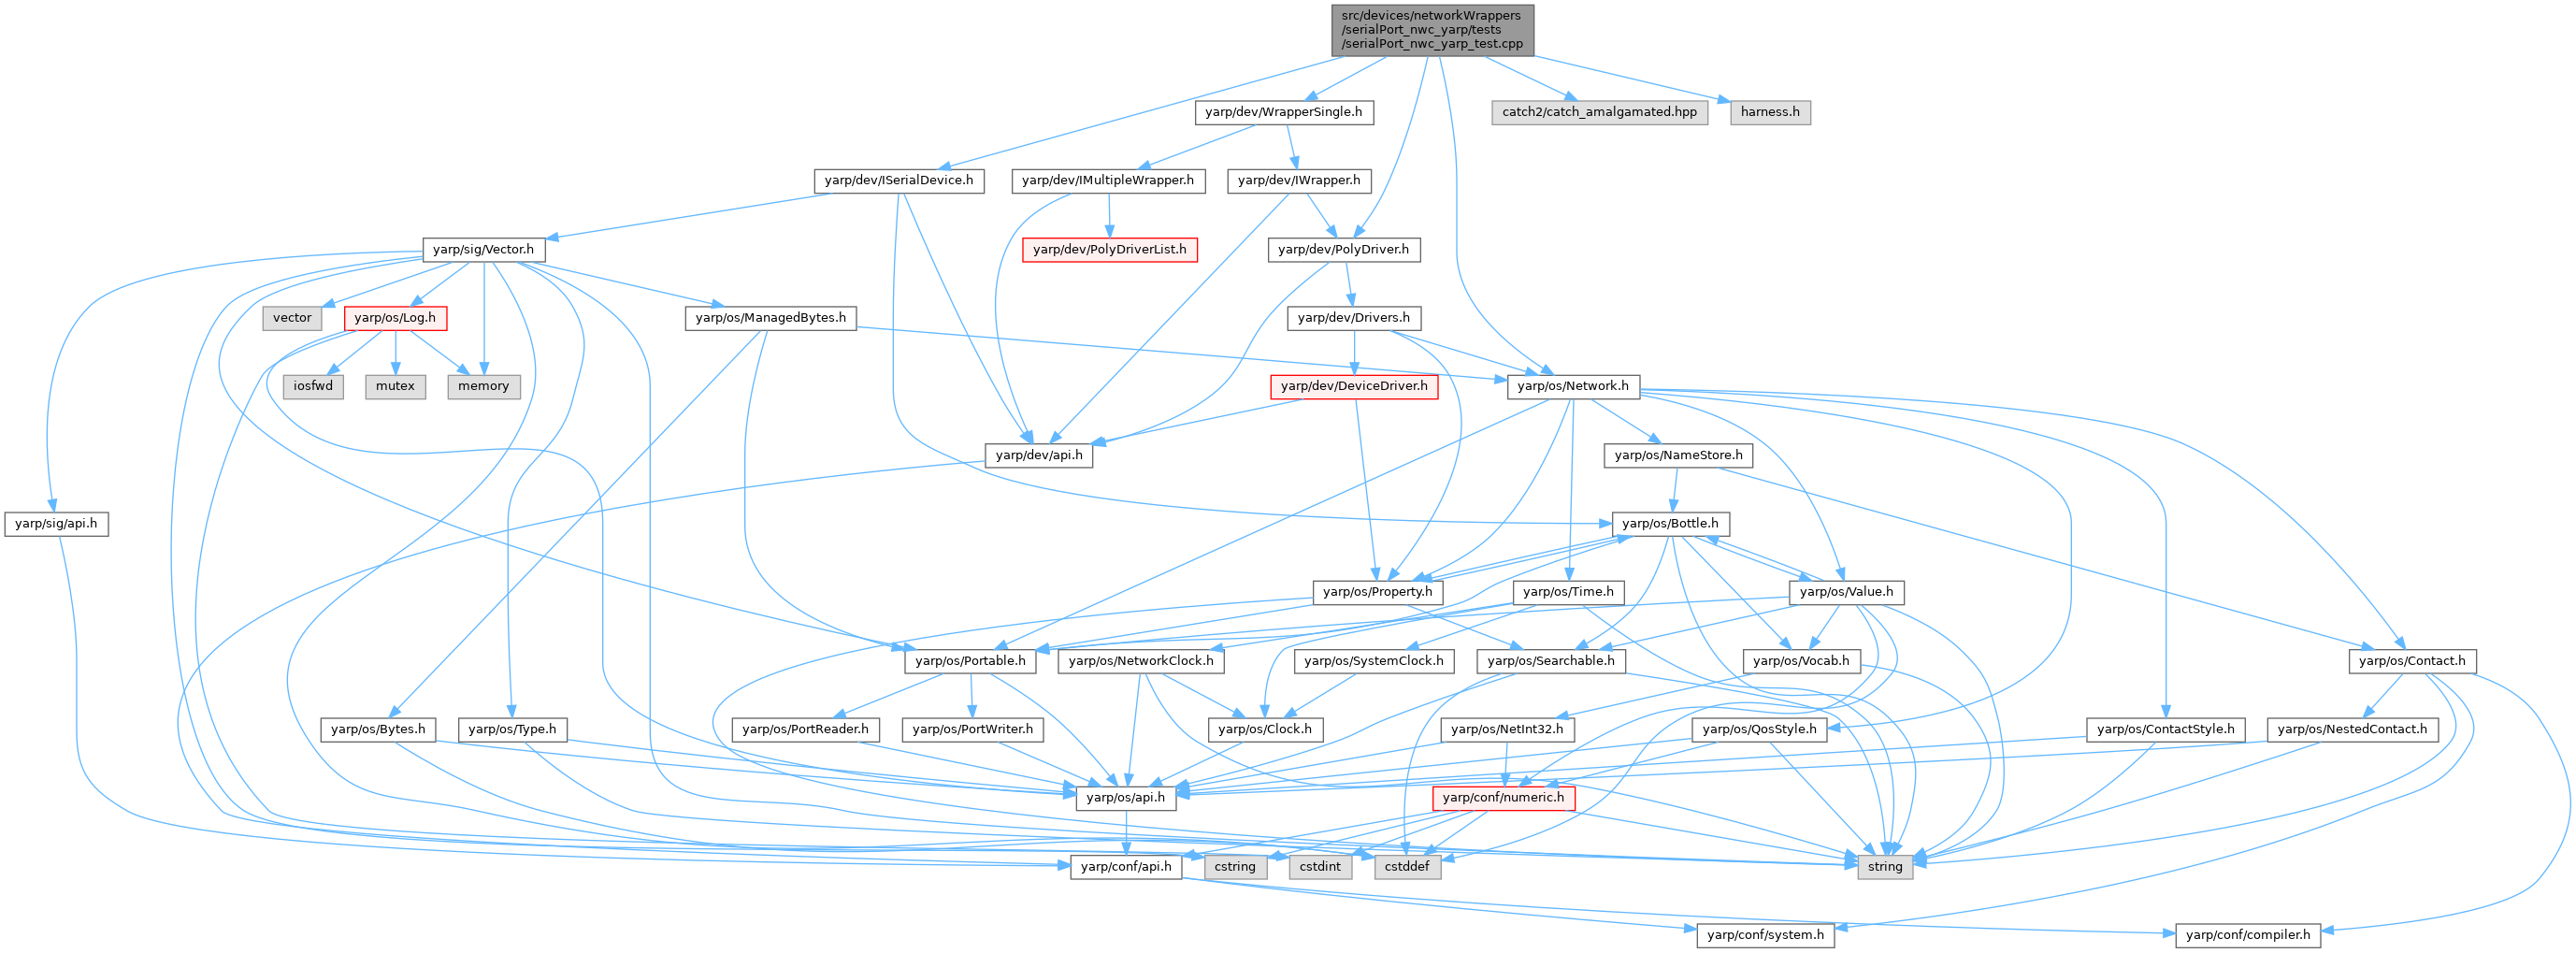 src/devices/networkWrappers
/serialPort_nwc_yarp/tests
/serialPort_nwc_yarp_test.cpp
yarp/dev/WrapperSingle.h
catch2/catch_amalgamated.hpp
harness.h
yarp/dev/ISerialDevice.h
yarp/dev/IMultipleWrapper.h
yarp/dev/IWrapper.h
yarp/sig/Vector.h
yarp/dev/PolyDriverList.h
yarp/dev/PolyDriver.h
vector
yarp/os/Log.h
yarp/os/ManagedBytes.h
yarp/dev/Drivers.h
iosfwd
mutex
memory
yarp/dev/DeviceDriver.h
yarp/os/Network.h
yarp/dev/api.h
yarp/os/NameStore.h
yarp/sig/api.h
yarp/os/Bottle.h
yarp/os/Property.h
yarp/os/Time.h
yarp/os/Value.h
yarp/os/Portable.h
yarp/os/NetworkClock.h
yarp/os/SystemClock.h
yarp/os/Searchable.h
yarp/os/Vocab.h
yarp/os/Contact.h
yarp/os/Bytes.h
yarp/os/Type.h
yarp/os/PortReader.h
yarp/os/PortWriter.h
yarp/os/Clock.h
yarp/os/NetInt32.h
yarp/os/QosStyle.h
yarp/os/ContactStyle.h
yarp/os/NestedContact.h
yarp/os/api.h
yarp/conf/numeric.h
yarp/conf/api.h
cstring
cstdint
cstddef
string
yarp/conf/system.h
yarp/conf/compiler.h